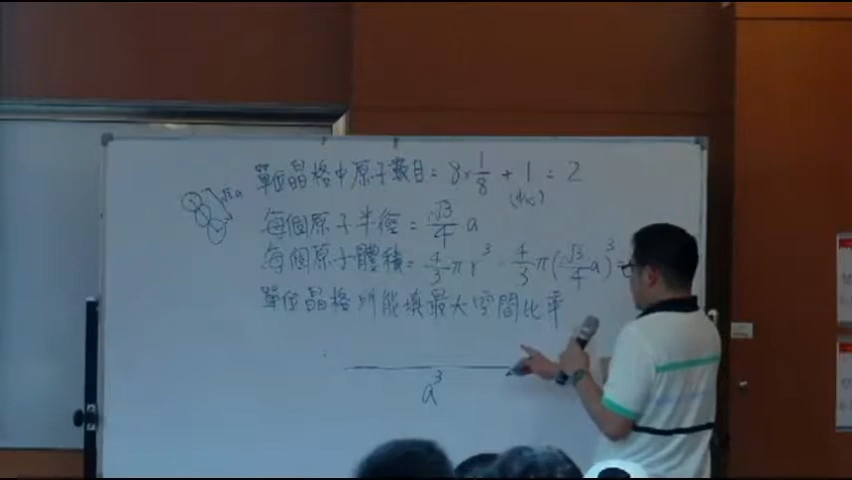 單位晶格中原子數目 = 8×1/8 + 1 = 2
√3a
每個原子半徑 = √3/4 a
每個原子體積 = 4/3 πr³ = 4/3 π(√3/4 a)³ =
單位晶格所能填最大空間比率
a³